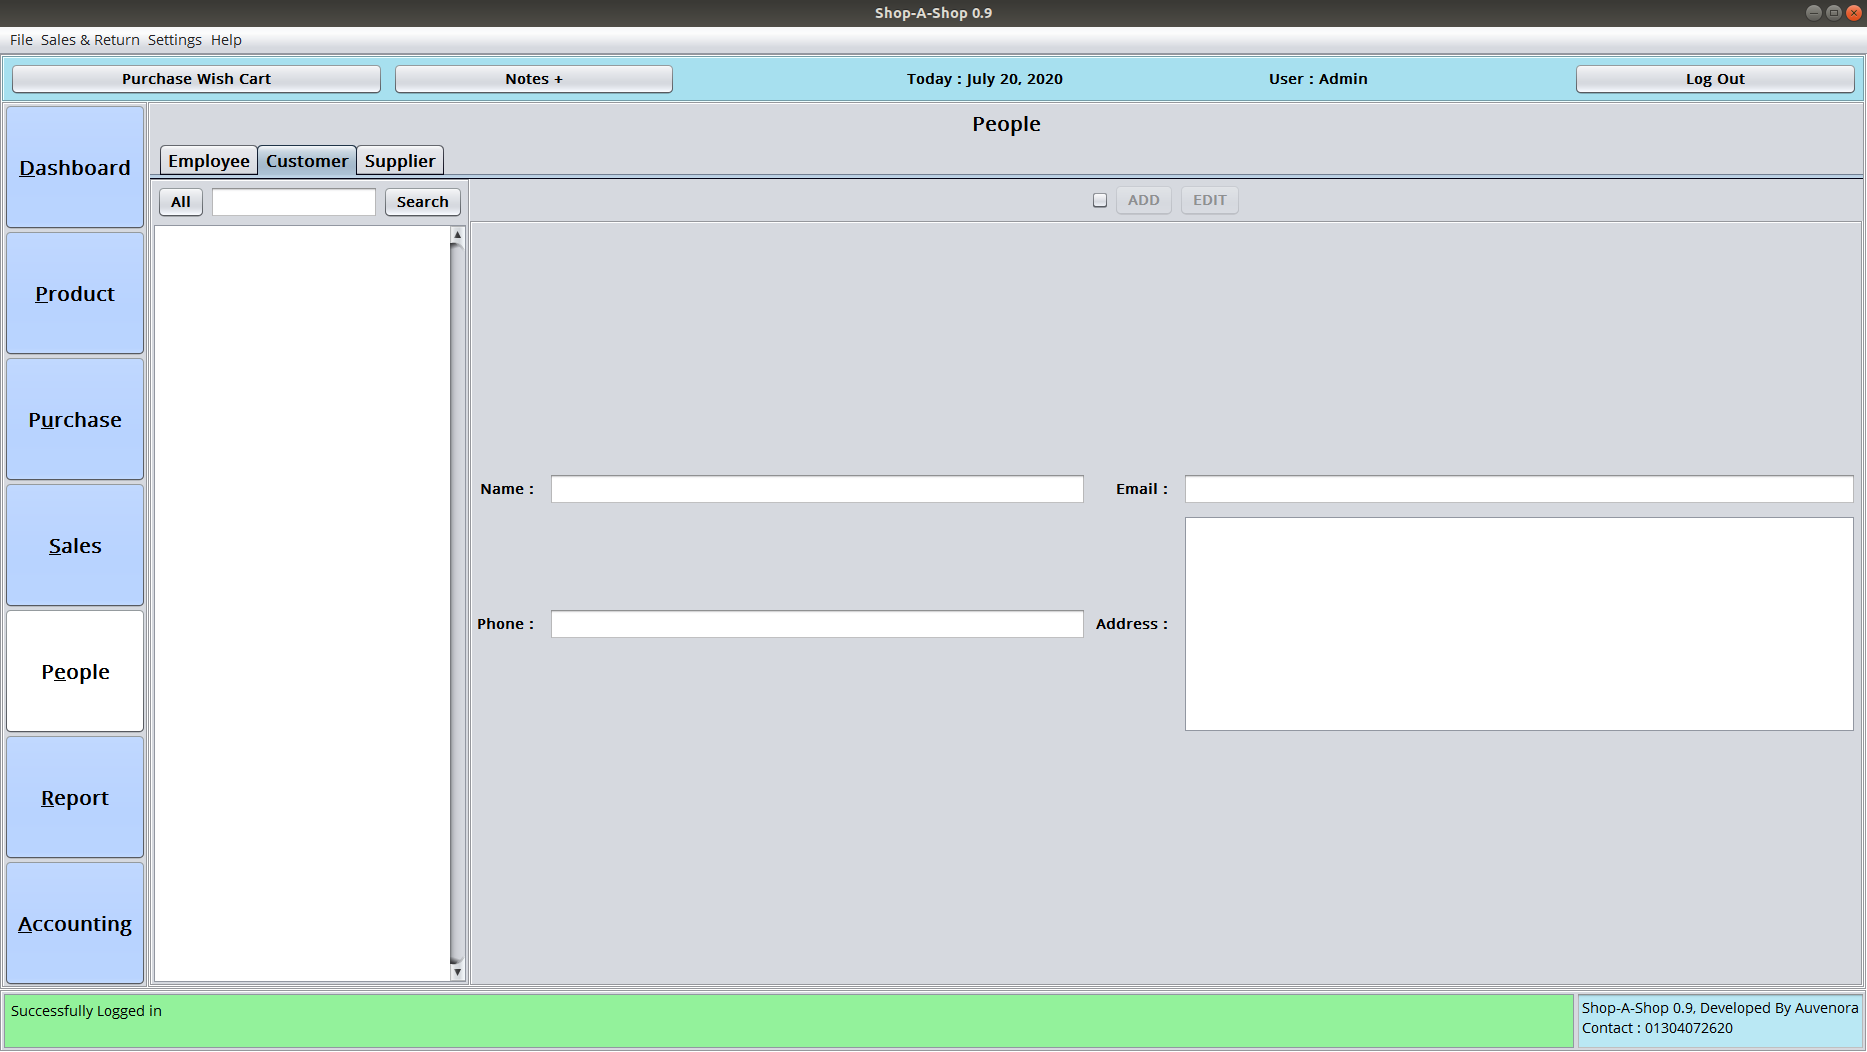 Shop-A-Shop 0.9
File Sales & Return Settings Help
Purchase Wish Cart Notes + Today : July 20, 2020 User : Admin Log Out
People
Employee Customer Supplier
All Search ADD EDIT
Dashboard
Product
Purchase
Sales
People
Report
Accounting
Name : Email :
Phone : Address :
Successfully Logged in
Shop-A-Shop 0.9, Developed By Auvenora
Contact : 01304072620